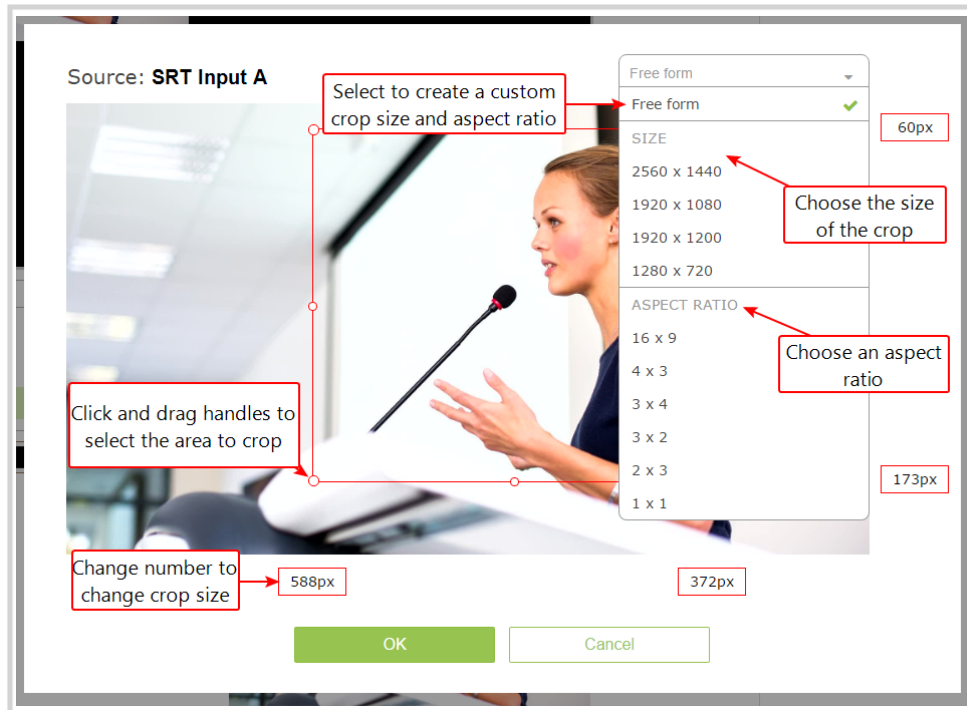 Source: SRT Input A
Select to create a custom
crop size and aspect ratio
Free form
Free form
60px
SIZE
2560 x 1440
1920 x 1080
1920 x 1200
1280 x 720
Choose the size
of the crop
ASPECT RATIO
16 x 9
4 x 3
3 x 4
3 x 2
2 x 3
1 x 1
Choose an aspect
ratio
Click and drag handles to
select the area to crop
173px
Change number to
change crop size
588px
372px
OK
Cancel